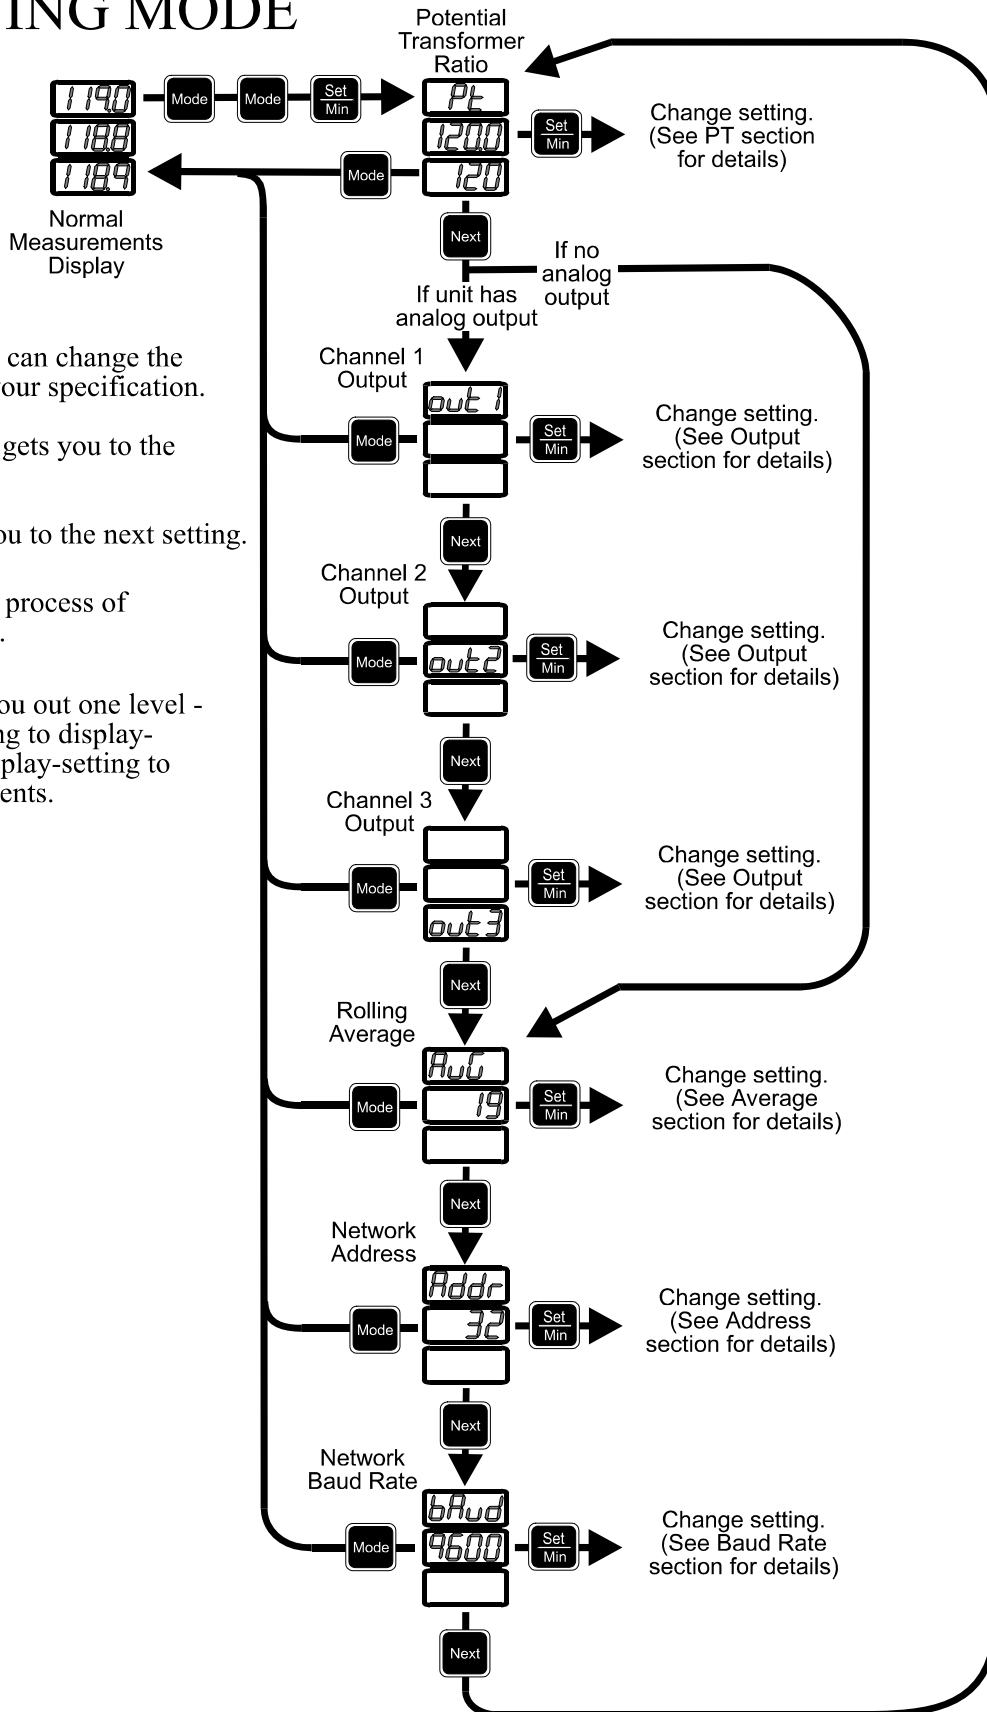 ING MODE
Potential
Transformer
Ratio
119.0
118.8
118.9
Mode
Mode
Set
Min
Pt
120.0
120
Set
Min
Change setting.
(See PT section
for details)
Mode
Normal
Measurements
Display
Next
If no
analog
output
If unit has
analog output
can change the
your specification.
gets you to the
ou to the next setting.
process of
.
ou out one level -
ng to display-
play-setting to
ents.
Channel 1
Output
out 1
Mode
Set
Min
Change setting.
(See Output
section for details)
Next
Channel 2
Output
out2
Mode
Set
Min
Change setting.
(See Output
section for details)
Next
Channel 3
Output
Mode
Set
Min
out3
Change setting.
(See Output
section for details)
Next
Rolling
Average
AuG
19
Mode
Set
Min
Change setting.
(See Average
section for details)
Next
Network
Address
Addr
32
Mode
Set
Min
Change setting.
(See Address
section for details)
Next
Network
Baud Rate
bAud
9600
Mode
Set
Min
Change setting.
(See Baud Rate
section for details)
Next